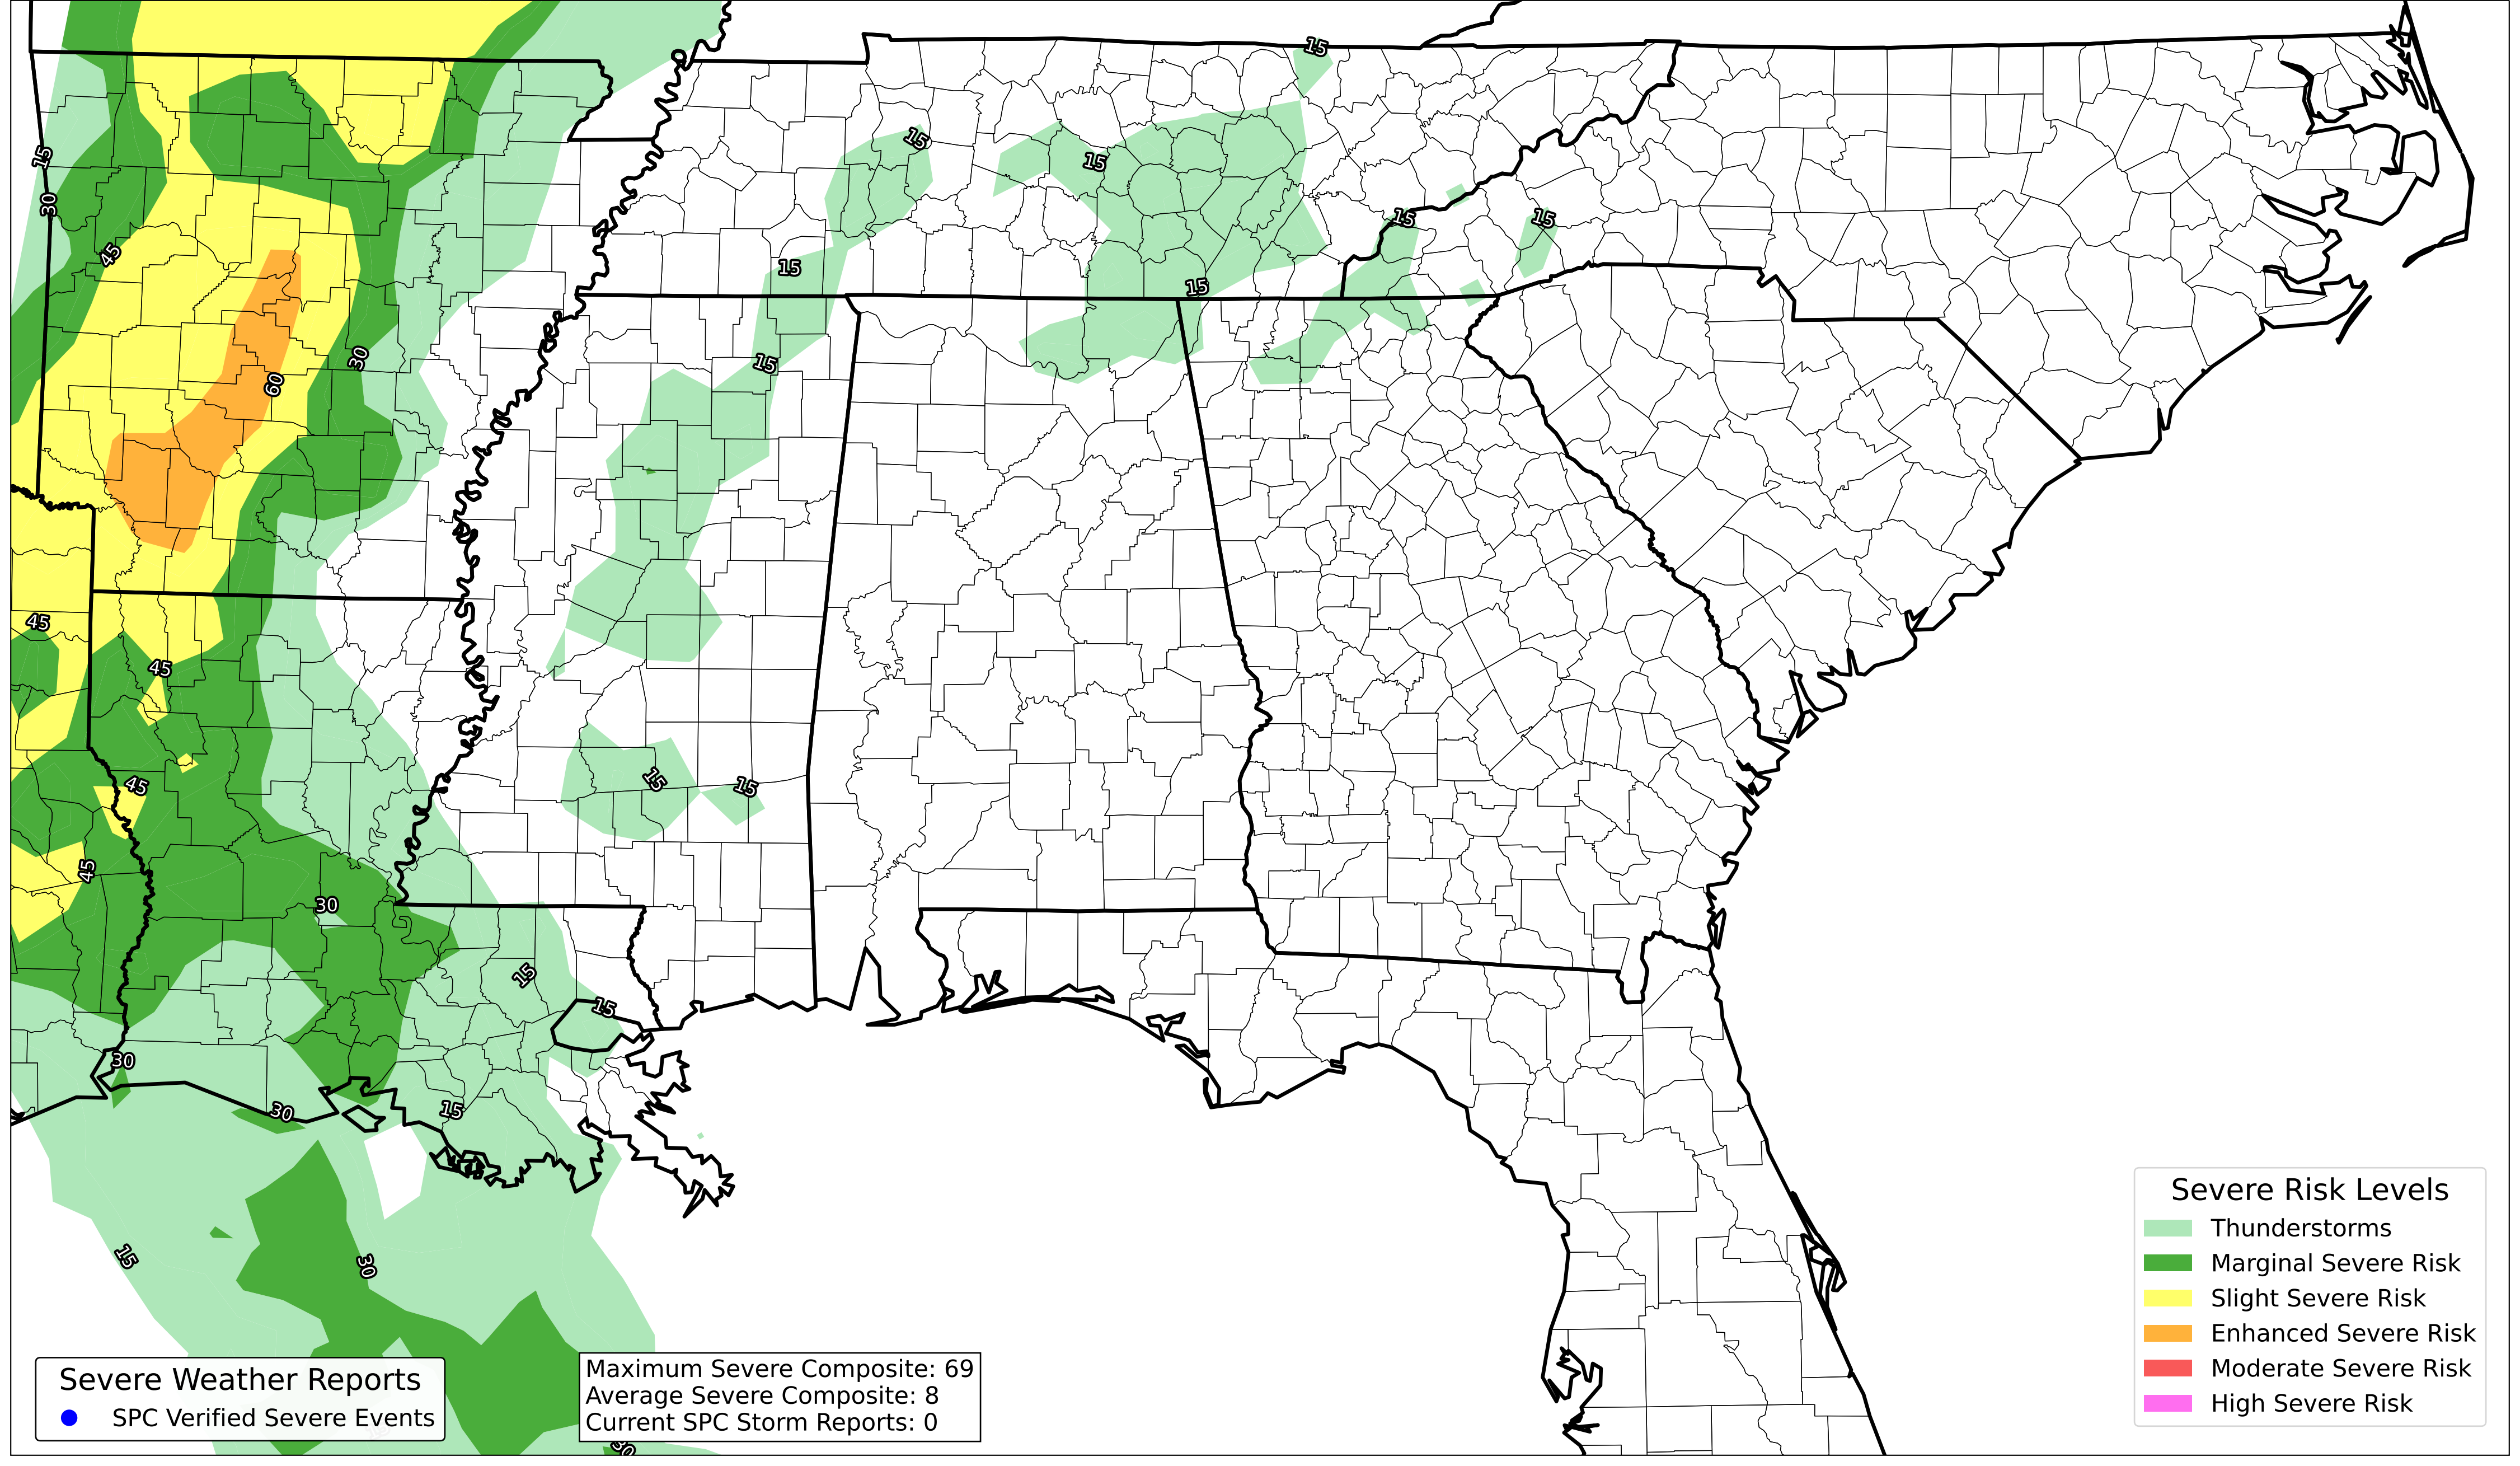 15
15
15
15
30
15
15
45
15
15
15
30
15
60
45
45
45
15
15
45
30
15
15
30
15
30
15
30
30
Severe Risk Levels
Thunderstorms
Marginal Severe Risk
Slight Severe Risk
Enhanced Severe Risk
Moderate Severe Risk
High Severe Risk
Severe Weather Reports
SPC Verified Severe Events
Maximum Severe Composite: 69
Average Severe Composite: 8
Current SPC Storm Reports: 0